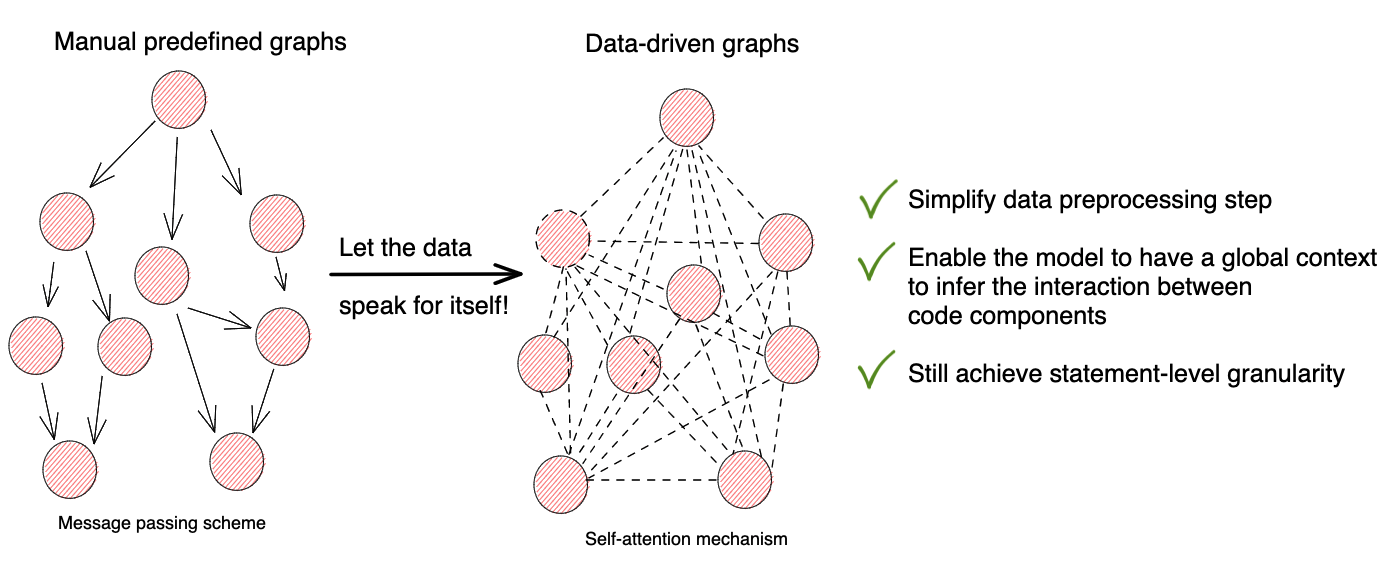 Manual predefined graphs
Data-driven graphs
Let the data
speak for itself!
Simplify data preprocessing step
Enable the model to have a global context
to infer the interaction between
code components
Still achieve statement-level granularity
Message passing scheme
Self-attention mechanism